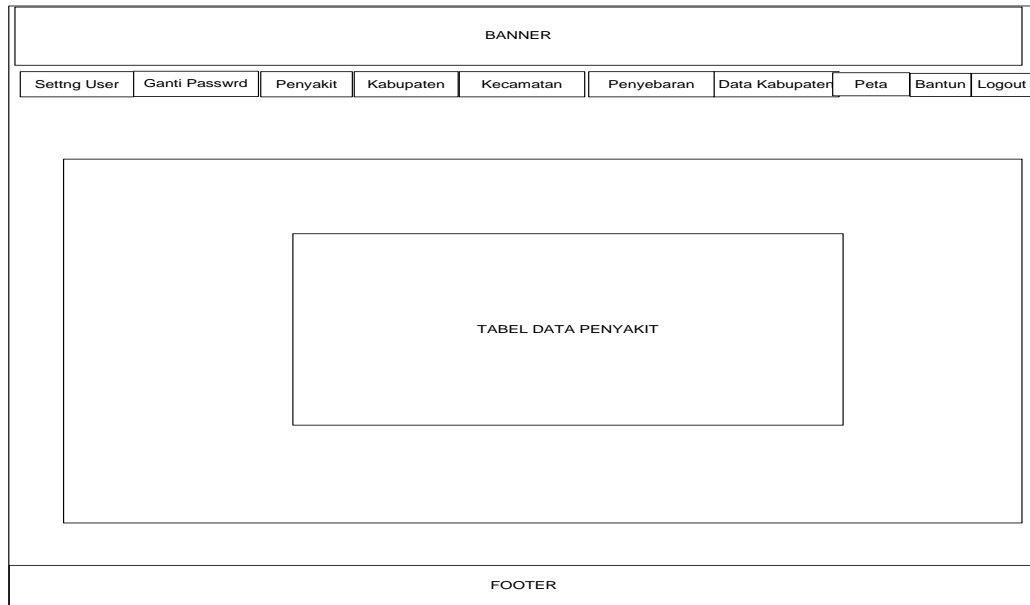 BANNER
Settng User Ganti Passwrd Penyakit Kabupaten Kecamatan Penyebaran Data Kabupaten Peta Bantun Logout
TABEL DATA PENYAKIT
FOOTER